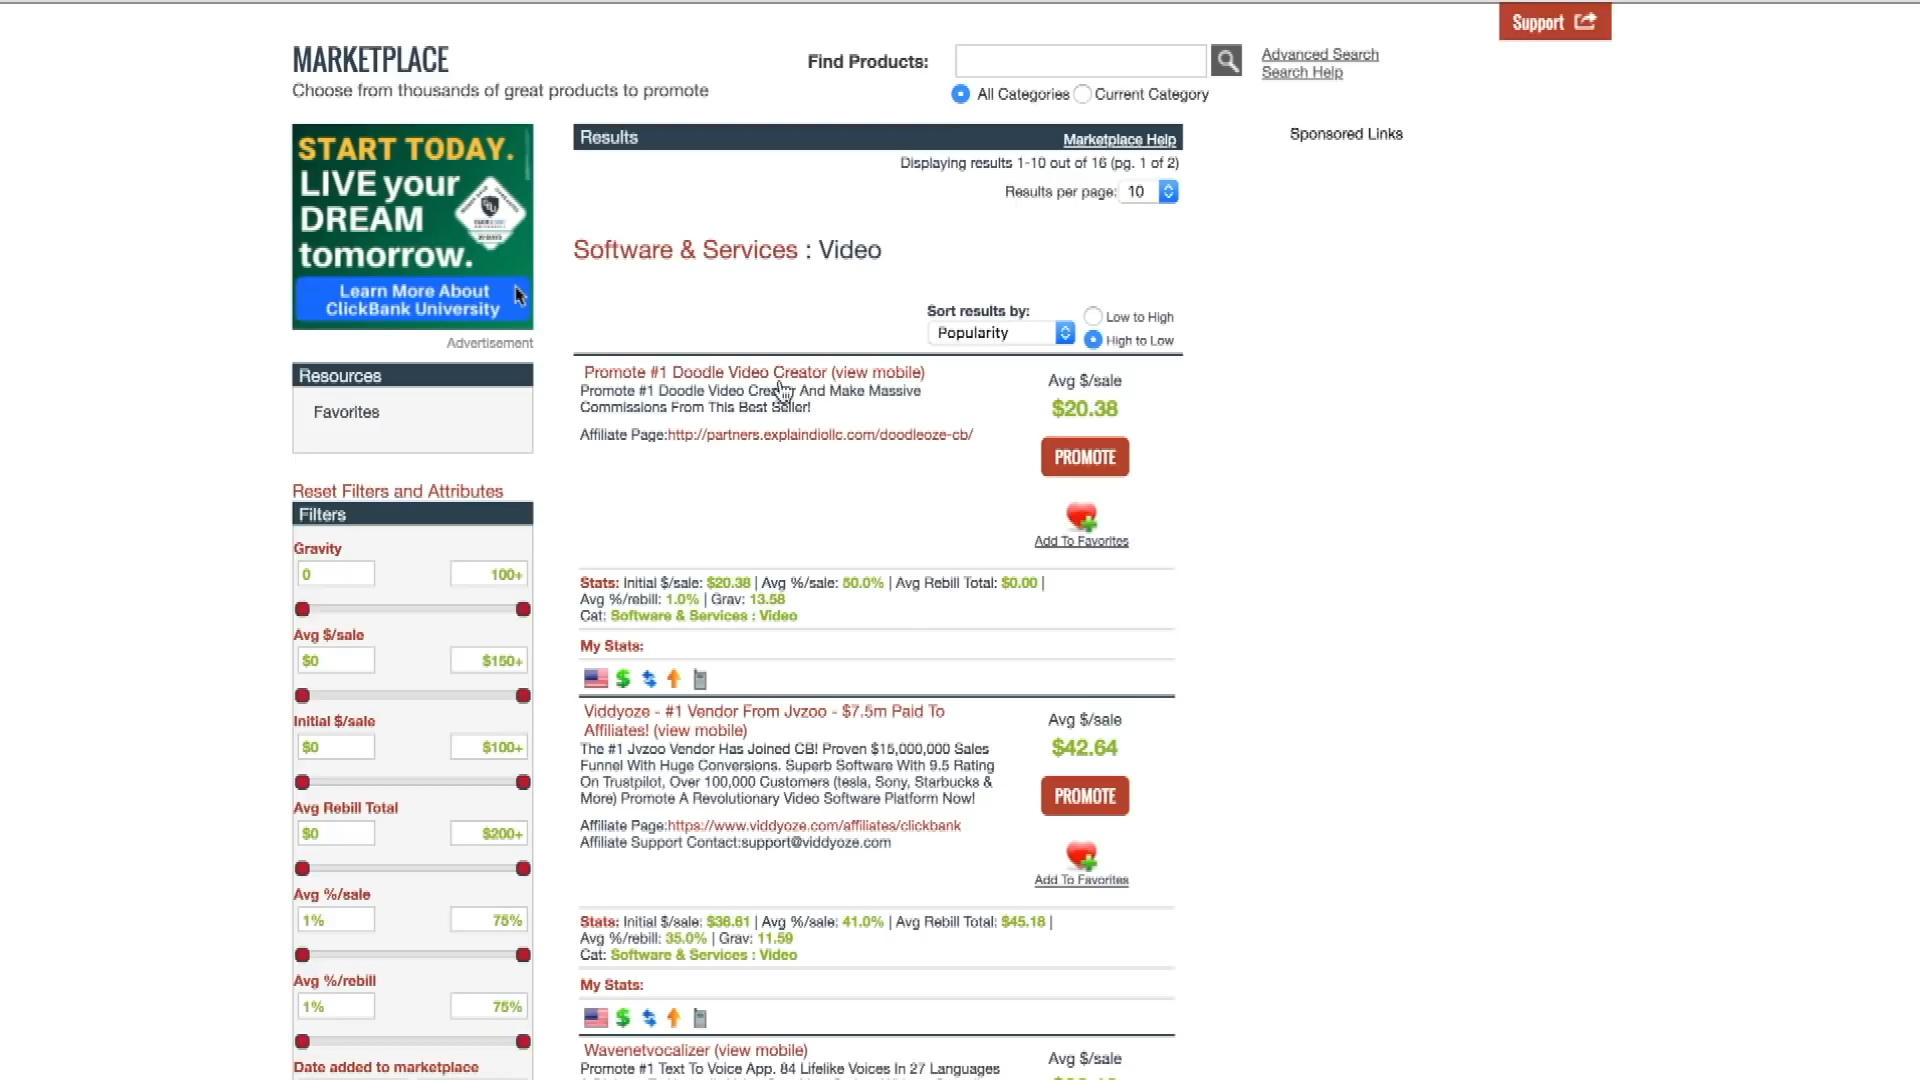 Support
MARKETPLACE
Choose from thousands of great products to promote
Find Products:
Advanced Search
Search Help
All Categories
Current Category
START TODAY.
LIVE your
DREAM
tomorrow.
Learn More About
ClickBank University
Advertisement
Resources
Favorites
Reset Filters and Attributes
Filters
Gravity
0
100+
Avg $/sale
$0
$150+
Initial $/sale
$0
$100+
Avg Rebill Total
$0
$200+
Avg %/sale
1%
75%
Avg %/rebill
1%
75%
Date added to marketplace
Results
Marketplace Help
Displaying results 1-10 out of 16 (pg. 1 of 2)
Results per page: 10
Software & Services : Video
Sort results by:
Popularity
Low to High
High to Low
Promote #1 Doodle Video Creator (view mobile)
Promote #1 Doodle Video Creator And Make Massive
Commissions From This Best Seller!
Affiliate Page:http://partners.explaindiollc.com/doodleoze-cb/
Avg $/sale
$20.38
PROMOTE
Add To Favorites
Stats: Initial $/sale: $20.38 | Avg %/sale: 50.0% | Avg Rebill Total: $0.00 |
Avg %/rebill: 1.0% | Grav: 13.58
Cat: Software & Services : Video
My Stats:
Viddyoze - #1 Vendor From Jvzoo - $7.5m Paid To
Affiliates! (view mobile)
The #1 Jvzoo Vendor Has Joined CB! Proven $15,000,000 Sales
Funnel With Huge Conversions. Superb Software With 9.5 Rating
On Trustpilot, Over 100,000 Customers (tesla, Sony, Starbucks &
More) Promote A Revolutionary Video Software Platform Now!
Affiliate Page:https://www.viddyoze.com/affiliates/clickbank
Affiliate Support Contact:support@viddyoze.com
Avg $/sale
$42.64
PROMOTE
Add To Favorites
Stats: Initial $/sale: $36.61 | Avg %/sale: 41.0% | Avg Rebill Total: $45.18 |
Avg %/rebill: 35.0% | Grav: 11.59
Cat: Software & Services : Video
My Stats:
Wavenetvocalizer (view mobile)
Promote #1 Text To Voice App. 84 Lifelike Voices In 27 Languages
Avg $/sale
Sponsored Links